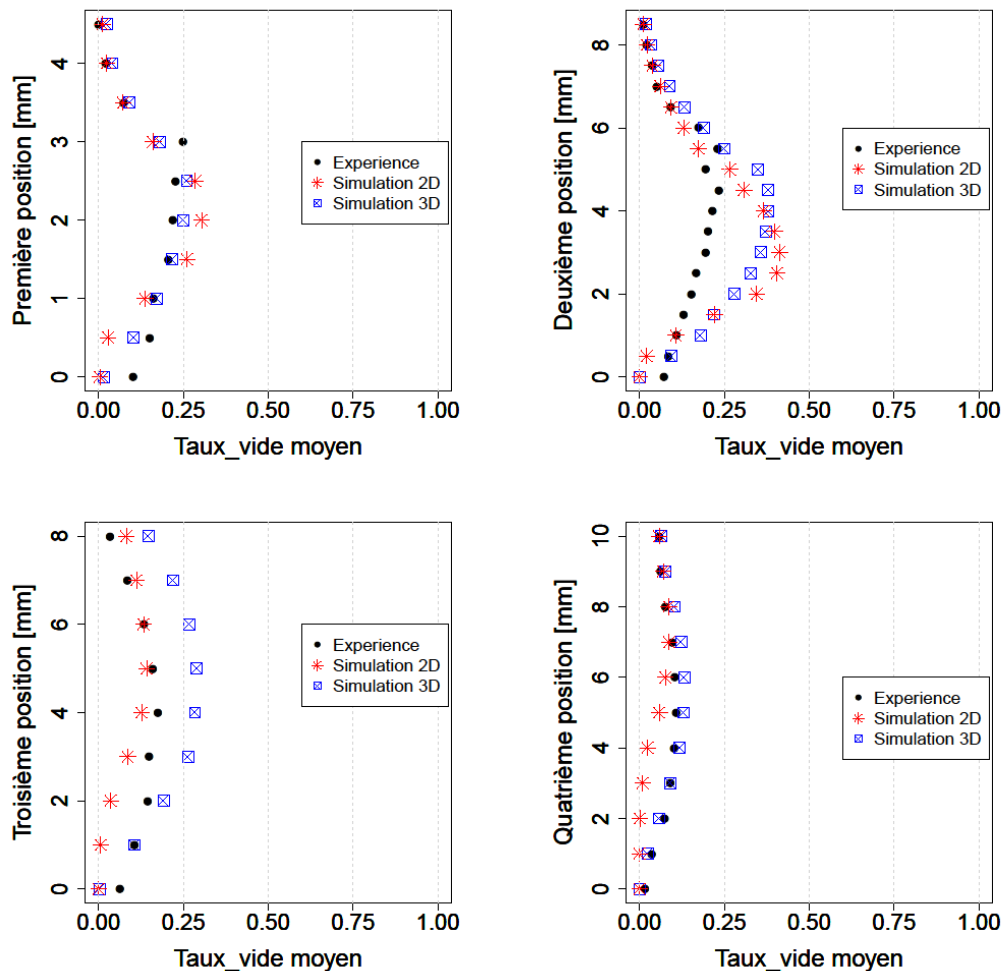 Première position [mm]
4
3
2
1
0
Experience
Simulation 2D
Simulation 3D
0.00 0.25 0.50 0.75 1.00
Taux_vide moyen
Deuxième position [mm]
8
6
4
2
0
Experience
Simulation 2D
Simulation 3D
0.00 0.25 0.50 0.75 1.00
Taux_vide moyen
Troisième position [mm]
8
6
4
2
0
Experience
Simulation 2D
Simulation 3D
0.00 0.25 0.50 0.75 1.00
Taux_vide moyen
Quatrième position [mm]
10
8
6
4
2
0
Experience
Simulation 2D
Simulation 3D
0.00 0.25 0.50 0.75 1.00
Taux_vide moyen